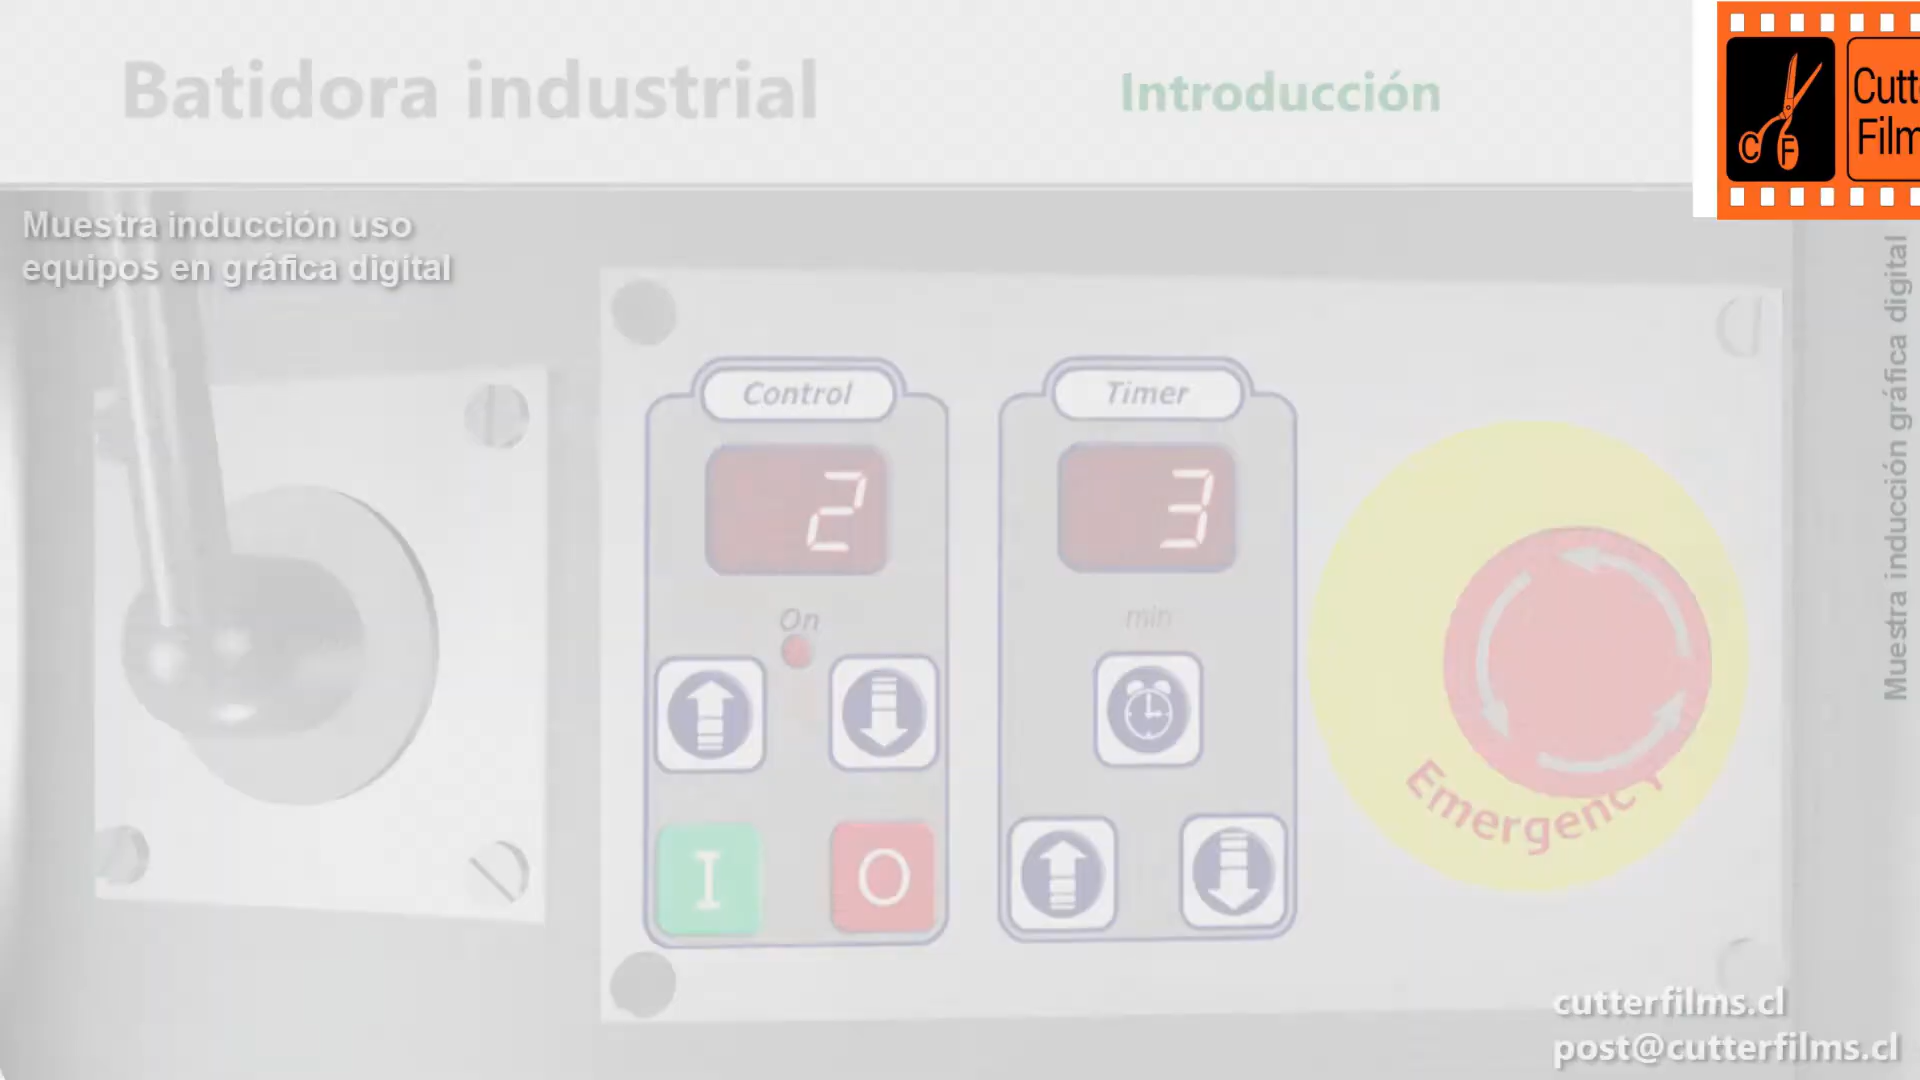 Batidora industrial
Introducción
Cutt
Film
C F
Muestra inducción uso
equipos en gráfica digital
Muestra inducción gráfica digital
Control
Timer
2
3
On
min
I
O
Emergency
cutterfilms.cl
post@cutterfilms.cl